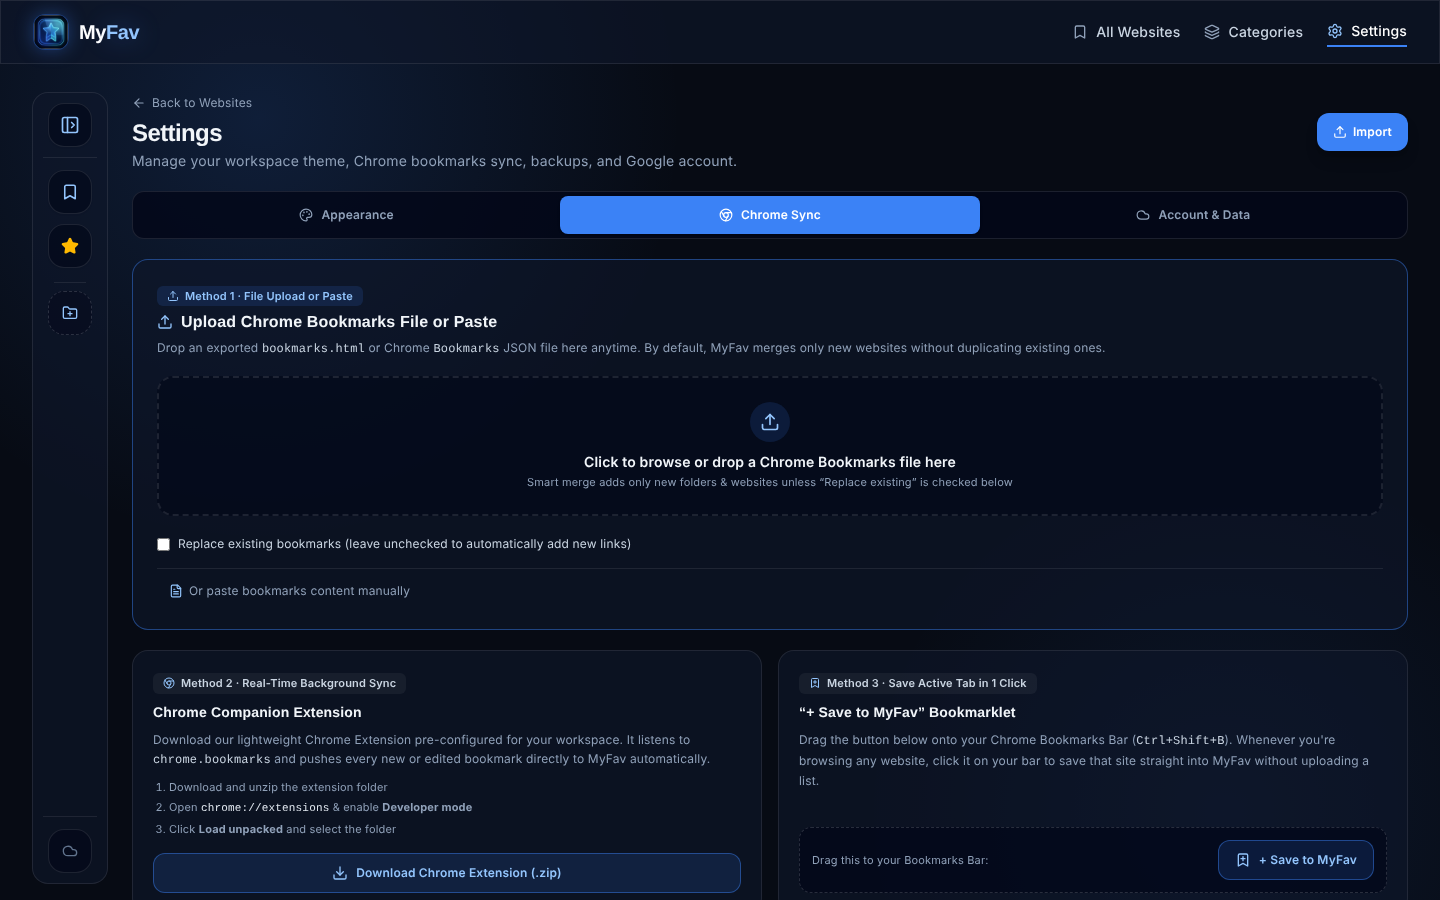 MyFav
All Websites
Categories
Settings
Back to Websites
Settings
Manage your workspace theme, Chrome bookmarks sync, backups, and Google account.
Import
Appearance
Chrome Sync
Account & Data
Method 1 · File Upload or Paste
Upload Chrome Bookmarks File or Paste
Drop an exported bookmarks.html or Chrome Bookmarks JSON file here anytime. By default, MyFav merges only new websites without duplicating existing ones.
Click to browse or drop a Chrome Bookmarks file here
Smart merge adds only new folders & websites unless “Replace existing” is checked below
Replace existing bookmarks (leave unchecked to automatically add new links)
Or paste bookmarks content manually
Method 2 · Real-Time Background Sync
Chrome Companion Extension
Download our lightweight Chrome Extension pre-configured for your workspace. It listens to
chrome.bookmarks and pushes every new or edited bookmark directly to MyFav automatically.
1. Download and unzip the extension folder
2. Open chrome://extensions & enable Developer mode
3. Click Load unpacked and select the folder
Download Chrome Extension (.zip)
Method 3 · Save Active Tab in 1 Click
“+ Save to MyFav” Bookmarklet
Drag the button below onto your Chrome Bookmarks Bar (Ctrl+Shift+B). Whenever you're
browsing any website, click it on your bar to save that site straight into MyFav without uploading a
list.
Drag this to your Bookmarks Bar:
+ Save to MyFav